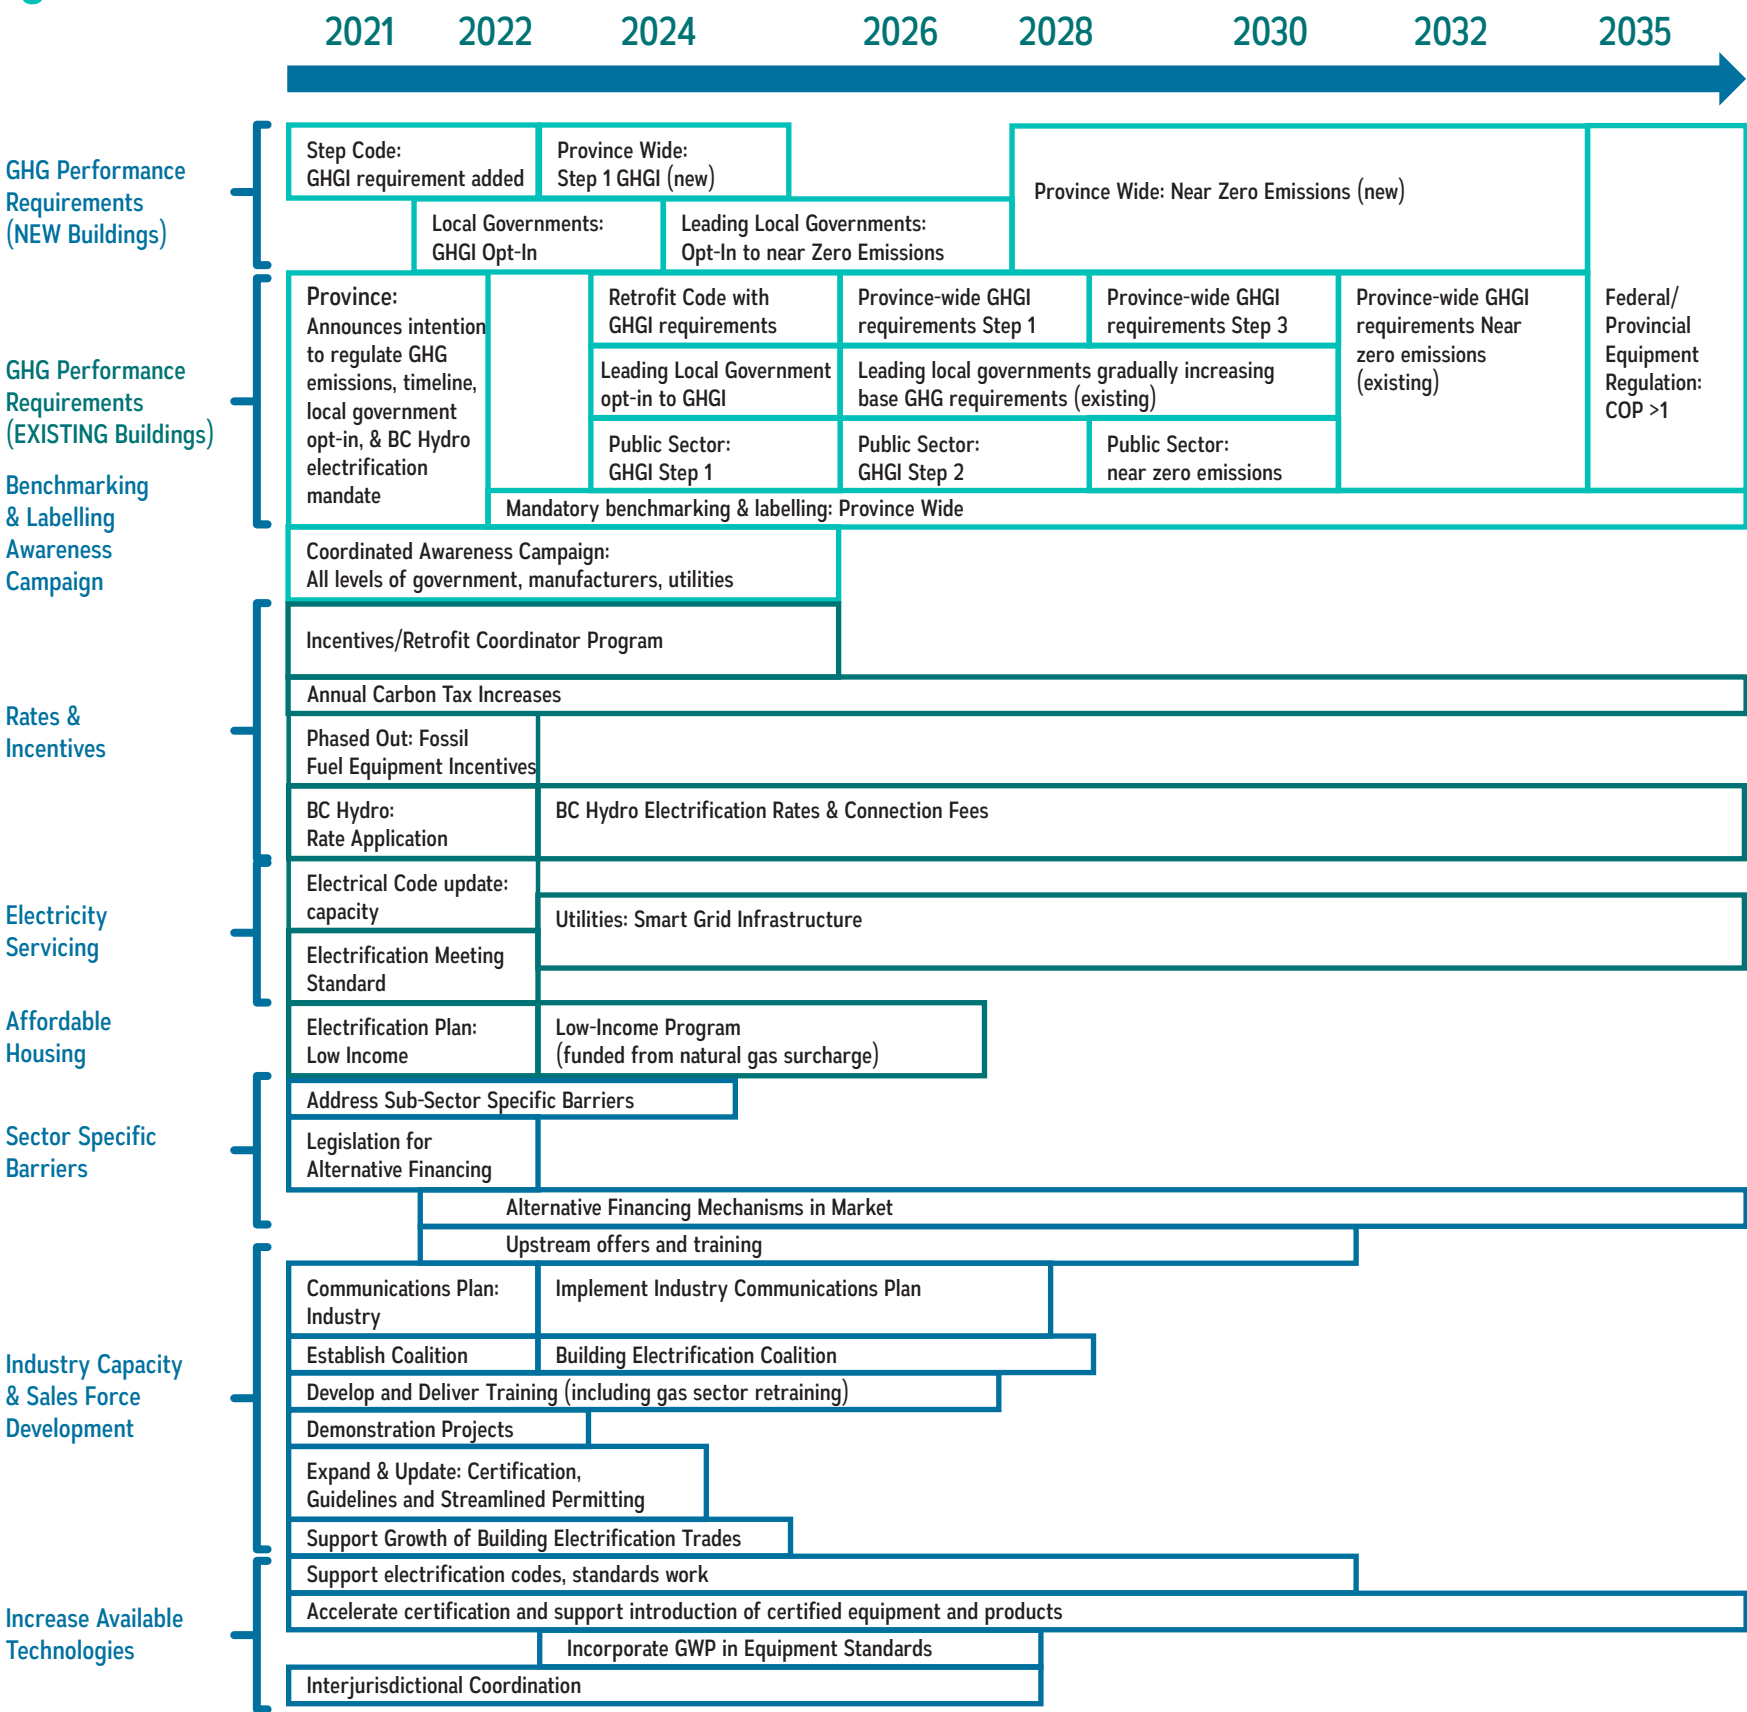 2021 2022 2024 2026 2028 2030 2032 2035
GHG Performance
Requirements
(NEW Buildings)
Step Code:
GHGI requirement added
Province Wide:
Step 1 GHGI (new)
Local Governments:
GHGI Opt-In
Leading Local Governments:
Opt-In to near Zero Emissions
Province Wide: Near Zero Emissions (new)
Federal/
Provincial
Equipment
Regulation:
COP >1
GHG Performance
Requirements
(EXISTING Buildings)
Province:
Announces intention
to regulate GHG
emissions, timeline,
local government
opt-in, & BC Hydro
electrification
mandate
Retrofit Code with
GHGI requirements
Province-wide GHGI
requirements Step 1
Province-wide GHGI
requirements Step 3
Province-wide GHGI
requirements Near
zero emissions
(existing)
Leading Local Government
opt-in to GHGI
Leading local governments gradually increasing
base GHG requirements (existing)
Public Sector:
GHGI Step 1
Public Sector:
GHGI Step 2
Public Sector:
near zero emissions
Benchmarking
& Labelling
Mandatory benchmarking & labelling: Province Wide
Awareness
Campaign
Coordinated Awareness Campaign:
All levels of government, manufacturers, utilities
Rates &
Incentives
Incentives/Retrofit Coordinator Program
Annual Carbon Tax Increases
Phased Out: Fossil
Fuel Equipment Incentives
BC Hydro:
Rate Application
BC Hydro Electrification Rates & Connection Fees
Electricity
Servicing
Electrical Code update:
capacity
Utilities: Smart Grid Infrastructure
Electrification Meeting
Standard
Affordable
Housing
Electrification Plan:
Low Income
Low-Income Program
(funded from natural gas surcharge)
Sector Specific
Barriers
Address Sub-Sector Specific Barriers
Legislation for
Alternative Financing
Alternative Financing Mechanisms in Market
Industry Capacity
& Sales Force
Development
Upstream offers and training
Communications Plan:
Industry
Implement Industry Communications Plan
Establish Coalition
Building Electrification Coalition
Develop and Deliver Training (including gas sector retraining)
Demonstration Projects
Expand & Update: Certification,
Guidelines and Streamlined Permitting
Support Growth of Building Electrification Trades
Increase Available
Technologies
Support electrification codes, standards work
Accelerate certification and support introduction of certified equipment and products
Incorporate GWP in Equipment Standards
Interjurisdictional Coordination